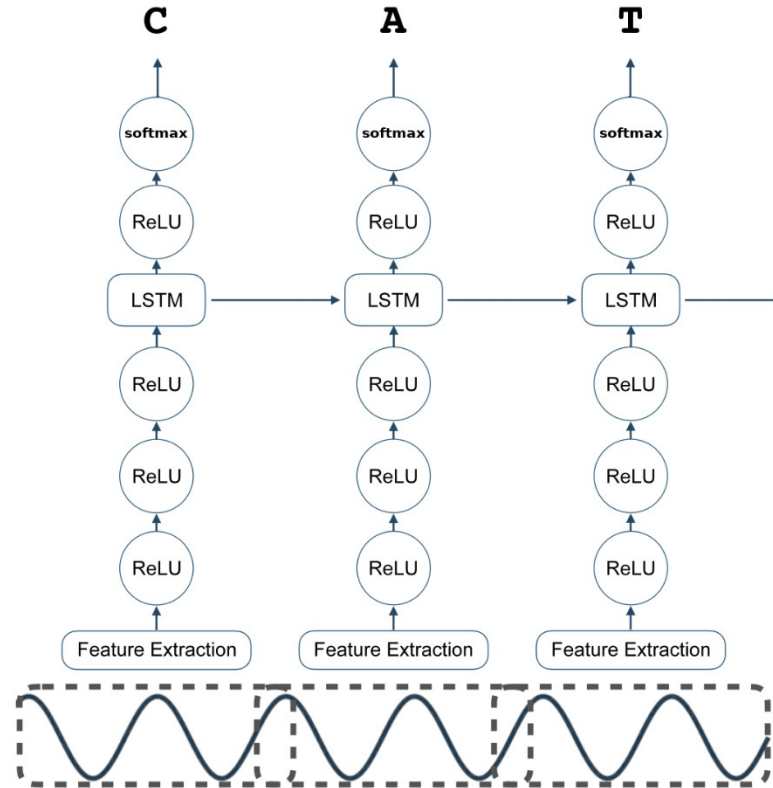 C A T
softmax softmax softmax
ReLU ReLU ReLU
LSTM LSTM LSTM
ReLU ReLU ReLU
ReLU ReLU ReLU
ReLU ReLU ReLU
Feature Extraction Feature Extraction Feature Extraction